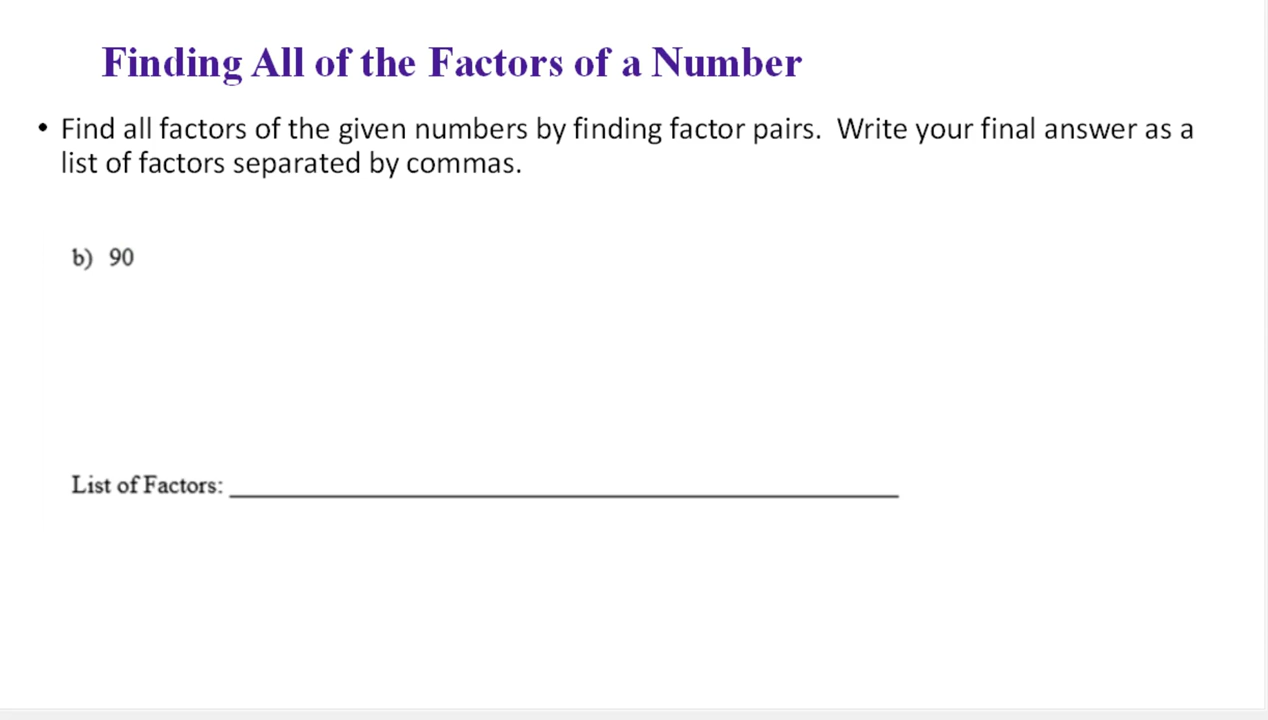 Finding All of the Factors of a Number
• Find all factors of the given numbers by finding factor pairs.  Write your final answer as a
list of factors separated by commas.
b)  90
List of Factors: ______________________________